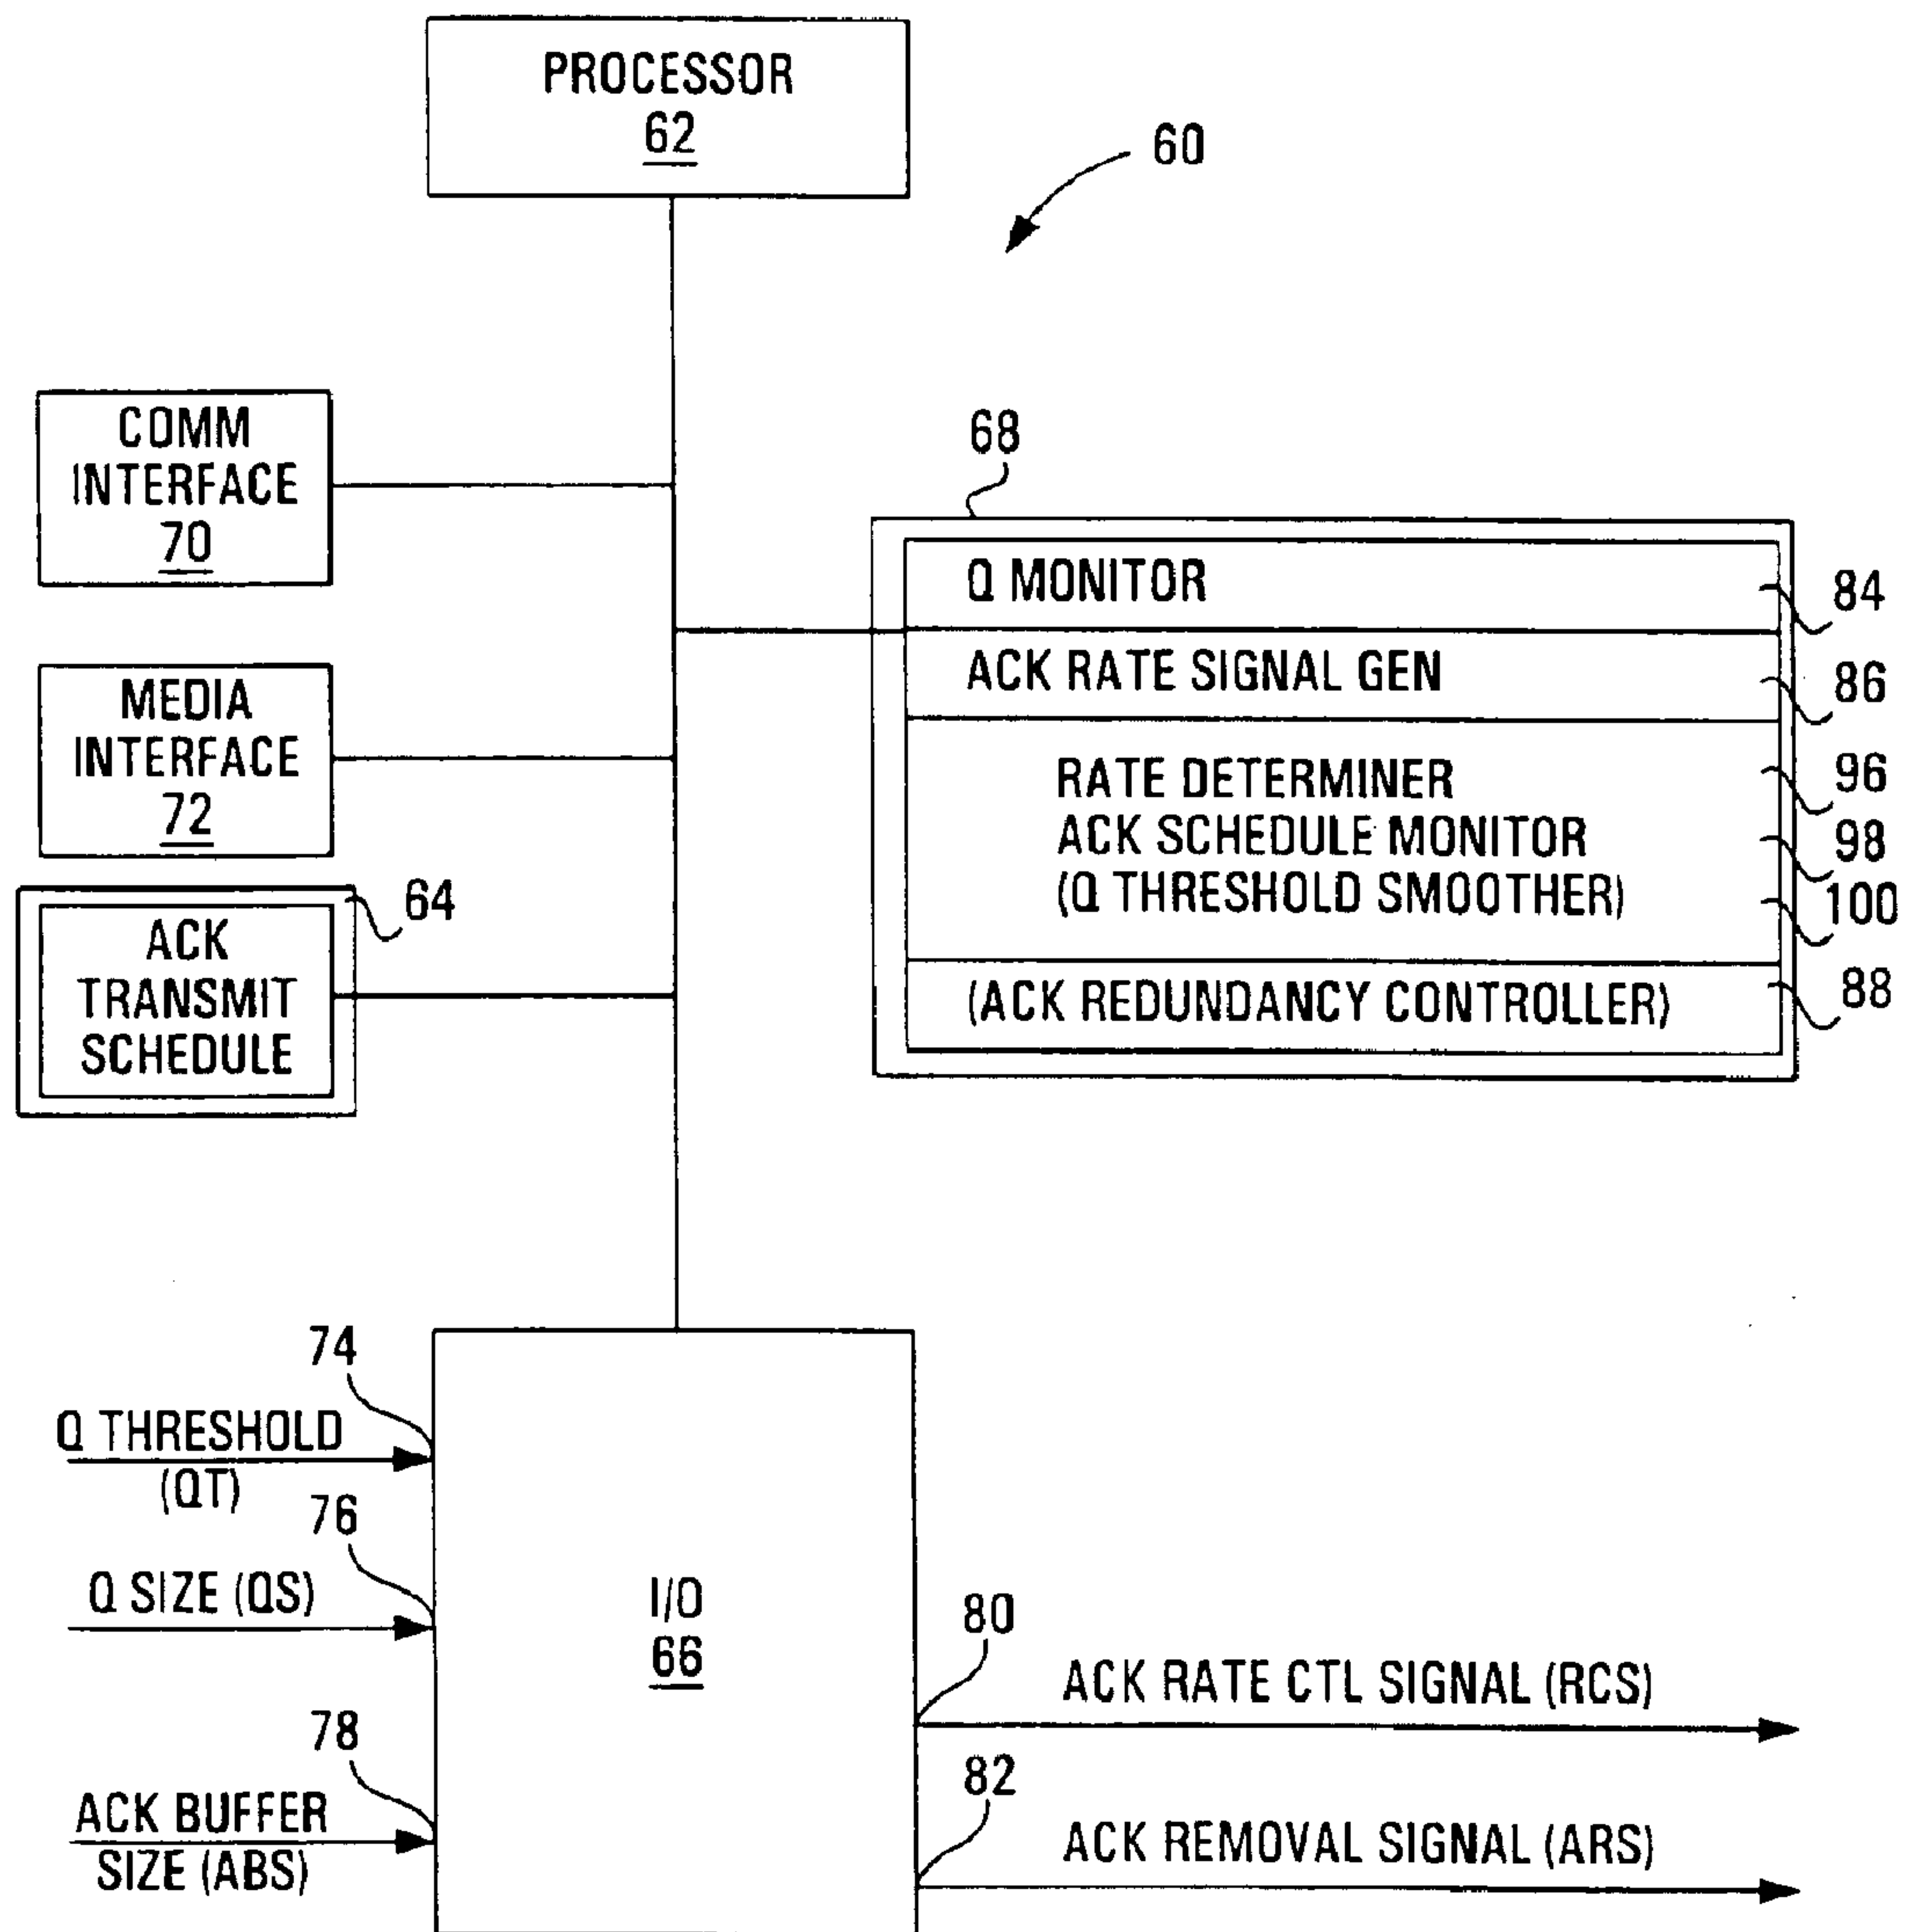 PROCESSOR
62
60
COMM
INTERFACE
70
MEDIA
INTERFACE
72
64
ACK
TRANSMIT
SCHEDULE
68
Q MONITOR
84
ACK RATE SIGNAL GEN
86
RATE DETERMINER
96
ACK SCHEDULE MONITOR
98
(Q THRESHOLD SMOOTHER)
100
(ACK REDUNDANCY CONTROLLER)
88
74
Q THRESHOLD
(QT)
76
Q SIZE (QS)
78
ACK BUFFER
SIZE (ABS)
I/O
66
80
ACK RATE CTL SIGNAL (RCS)
82
ACK REMOVAL SIGNAL (ARS)